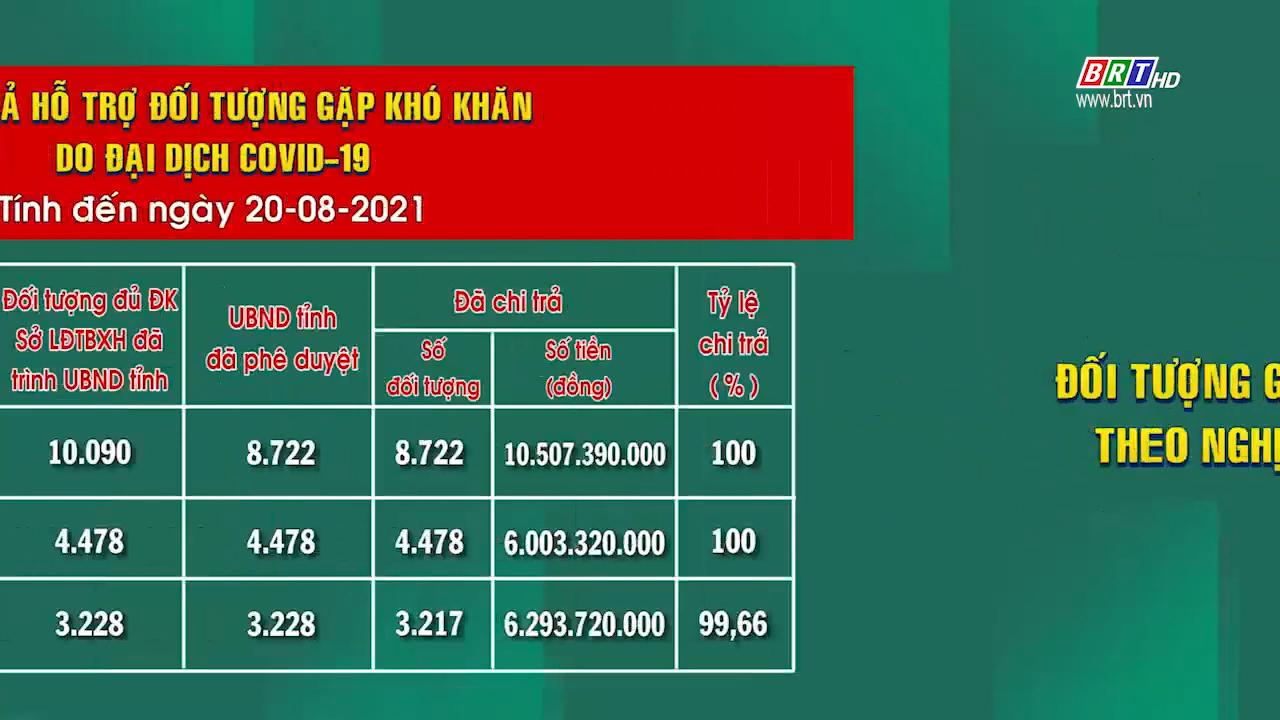 BRT HD
www.brt.vn
Ả HỖ TRỢ ĐỐI TƯỢNG GẶP KHÓ KHĂN
DO ĐẠI DỊCH COVID-19
Tính đến ngày 20-08-2021
Đối tượng đủ ĐK
Sở LĐTBXH đã
trình UBND tỉnh
UBND tỉnh
đã phê duyệt
Đã chi trả
Số
đối tượng
Số tiền
(đồng)
Tỷ lệ
chi trả
( % )
10.090 8.722 8.722 10.507.390.000 100
4.478 4.478 4.478 6.003.320.000 100
3.228 3.228 3.217 6.293.720.000 99,66
ĐỐI TƯỢNG G
THEO NGHỊ